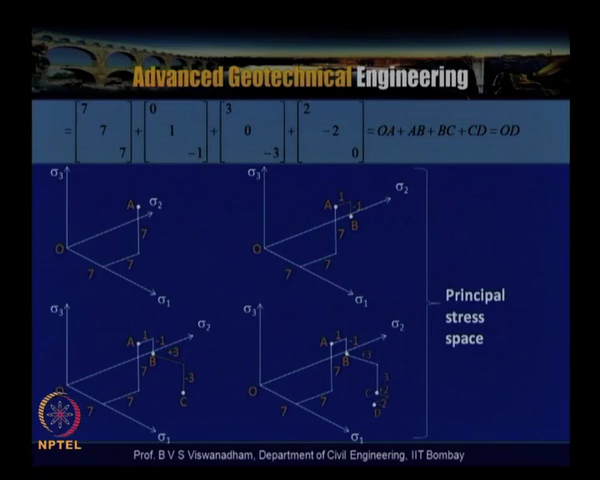 Advanced Geotechnical Engineering
= [7 7 7] + [0 1 -1] + [3 0 -3] + [2 -2 0] = OA + AB + BC + CD = OD
σ3 A σ2 7 O 7 7 σ1
σ3 A 1 -1 B σ2 7 O 7 7 σ1
Principal
stress
space
σ3 A 1 -1 B +3 σ2 7 -3 C O 7 7 σ1
σ3 A 1 -1 B +3 σ2 7 3 C +2 -2 D O 7 7 σ1
NPTEL
Prof. B V S Viswanadham, Department of Civil Engineering, IIT Bombay